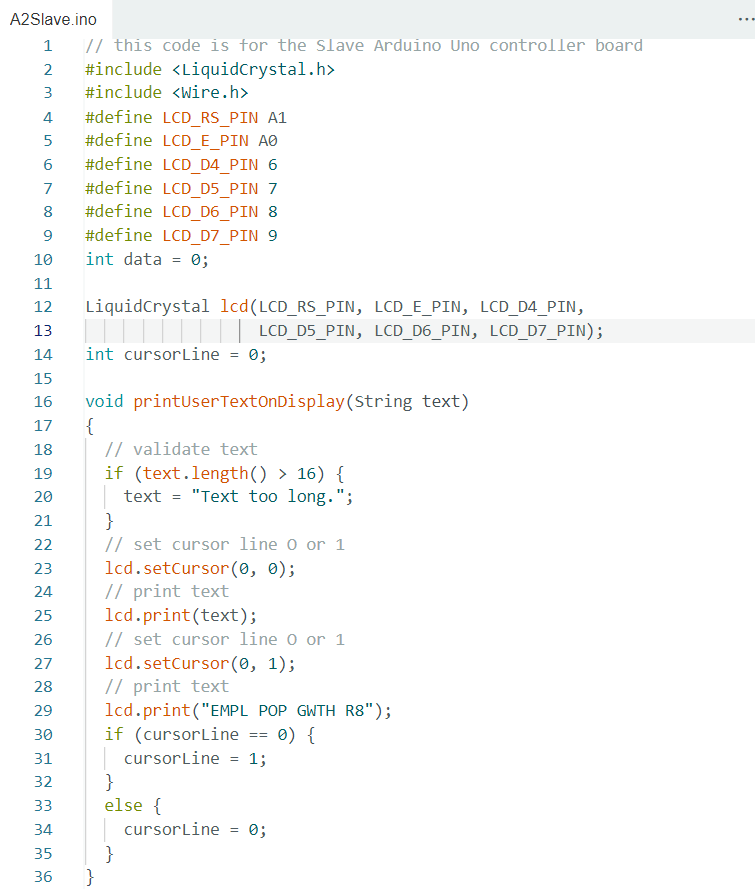 A2Slave.ino
...
1 // this code is for the Slave Arduino Uno controller board
2 #include <LiquidCrystal.h>
3 #include <Wire.h>
4 #define LCD_RS_PIN A1
5 #define LCD_E_PIN A0
6 #define LCD_D4_PIN 6
7 #define LCD_D5_PIN 7
8 #define LCD_D6_PIN 8
9 #define LCD_D7_PIN 9
10 int data = 0;
11
12 LiquidCrystal lcd(LCD_RS_PIN, LCD_E_PIN, LCD_D4_PIN,
13 LCD_D5_PIN, LCD_D6_PIN, LCD_D7_PIN);
14 int cursorLine = 0;
15
16 void printUserTextOnDisplay(String text)
17 {
18 // validate text
19 if (text.length() > 16) {
20 text = "Text too long.";
21 }
22 // set cursor line O or 1
23 lcd.setCursor(0, 0);
24 // print text
25 lcd.print(text);
26 // set cursor line O or 1
27 lcd.setCursor(0, 1);
28 // print text
29 lcd.print("EMPL POP GWTH R8");
30 if (cursorLine == 0) {
31 cursorLine = 1;
32 }
33 else {
34 cursorLine = 0;
35 }
36 }